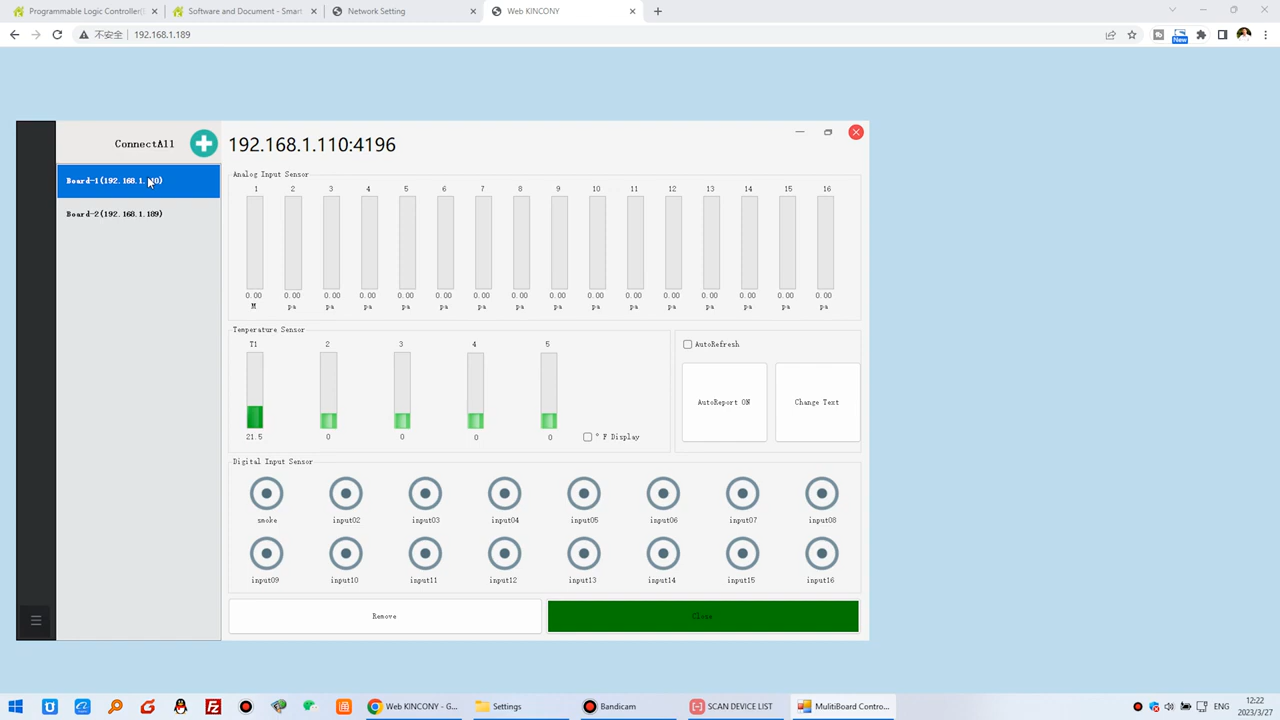 Programmable Logic Controller(
Software and Document - Smar
Network Setting
Web KINCONY
不安全
192.168.1.189
New
ConnectAll
192.168.1.110:4196
Board-1(192.168.1.
Board-2(192.168.1.189)
Analog Input Sensor
1 2 3 4 5 6 7 8 9 10 11 12 13 14 15 16
0.00 0.00 0.00 0.00 0.00 0.00 0.00 0.00 0.00 0.00 0.00 0.00 0.00 0.00 0.00 0.00
M pa pa pa pa pa pa pa pa pa pa pa pa pa pa pa
Temperature Sensor
T1 2 3 4 5
21.5 0 0 0 0
° F Display
AutoRefresh
AutoReport ON
Change Text
Digital Input Sensor
smoke input02 input03 input04 input05 input06 input07 input08
input09 input10 input11 input12 input13 input14 input15 input16
Remove
Close
Web KINCONY - G...
Settings
Bandicam
SCAN DEVICE LIST
MulitiBoard Contro...
ENG
12:22
2023/3/27